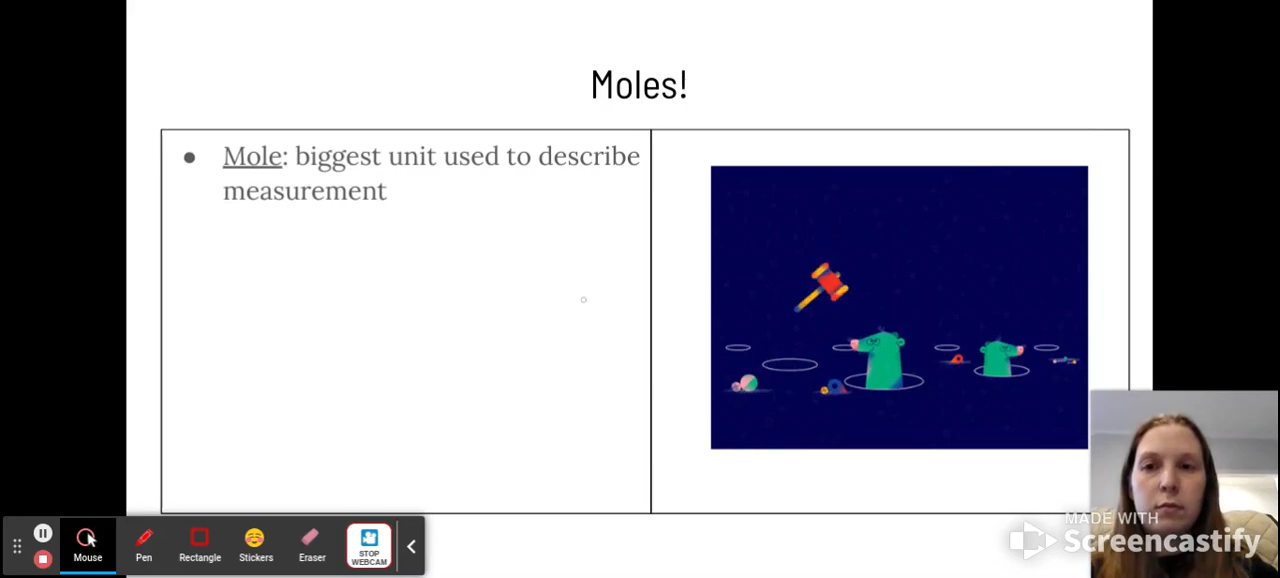 Moles!
● Mole: biggest unit used to describe
measurement
Mouse
Pen
Rectangle
Stickers
Eraser
STOP
WEBCAM
MADE WITH
Screencastify